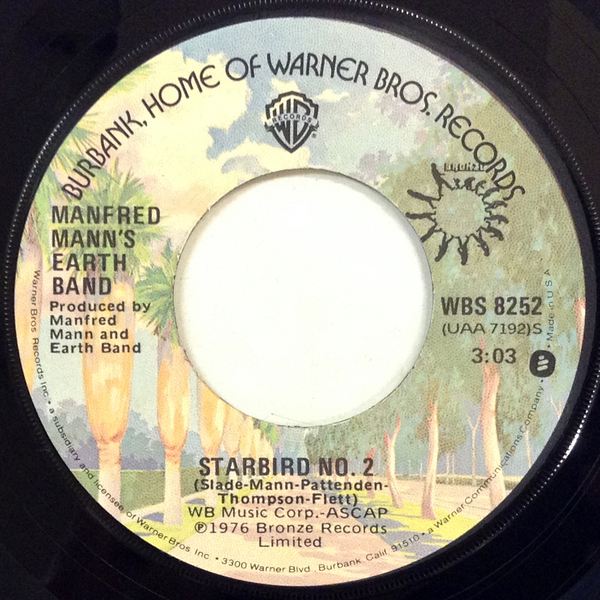 BURBANK, HOME OF WARNER BROS. RECORDS
WB
RECORDS
BRONZE
MANFRED
MANN'S
EARTH
BAND
Produced by
Manfred
Mann and
Earth Band
WBS 8252
(UAA 7192)S
3:03
STARBIRD NO. 2
(Slade-Mann-Pattenden-
Thompson-Flett)
WB Music Corp.-ASCAP
℗1976 Bronze Records
Limited
Warner Bros. Records Inc. • a subsidiary and licensee of Warner Bros. Inc. • 3300 Warner Blvd., Burbank, Calif. 91510 • a Warner Communications Company • Made in U S A